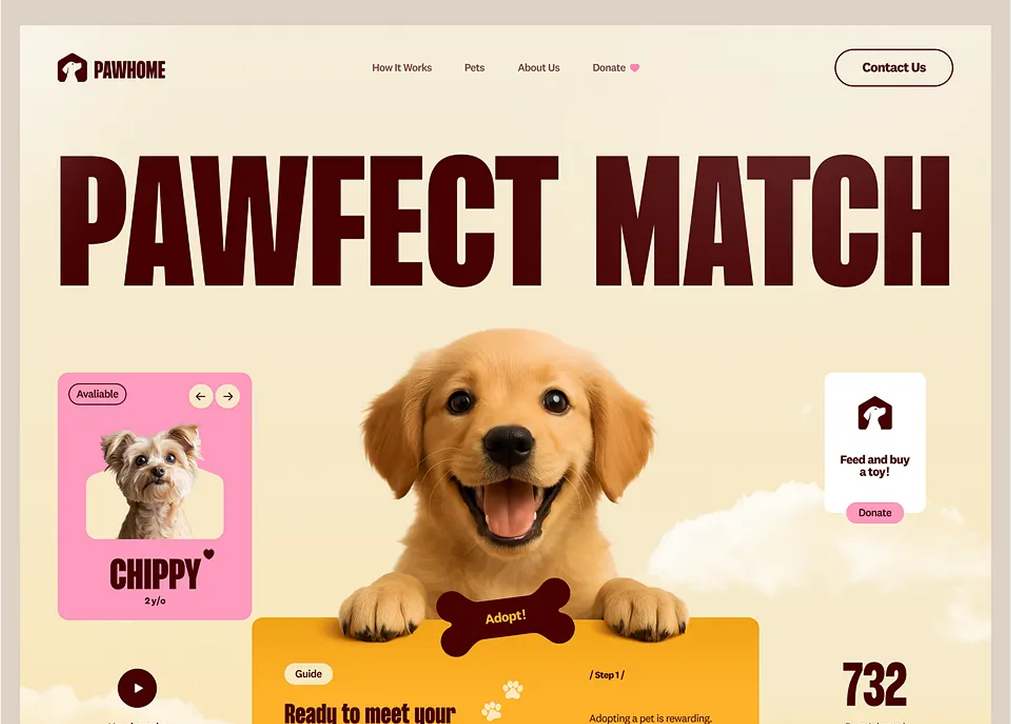 PAWHOME
How It Works
Pets
About Us
Donate
Contact Us
PAWFECT MATCH
Avaliable
CHIPPY
2 y/o
Feed and buy
a toy!
Donate
Adopt!
Guide
/ Step 1 /
Ready to meet your
Adopting a pet is rewarding.
732